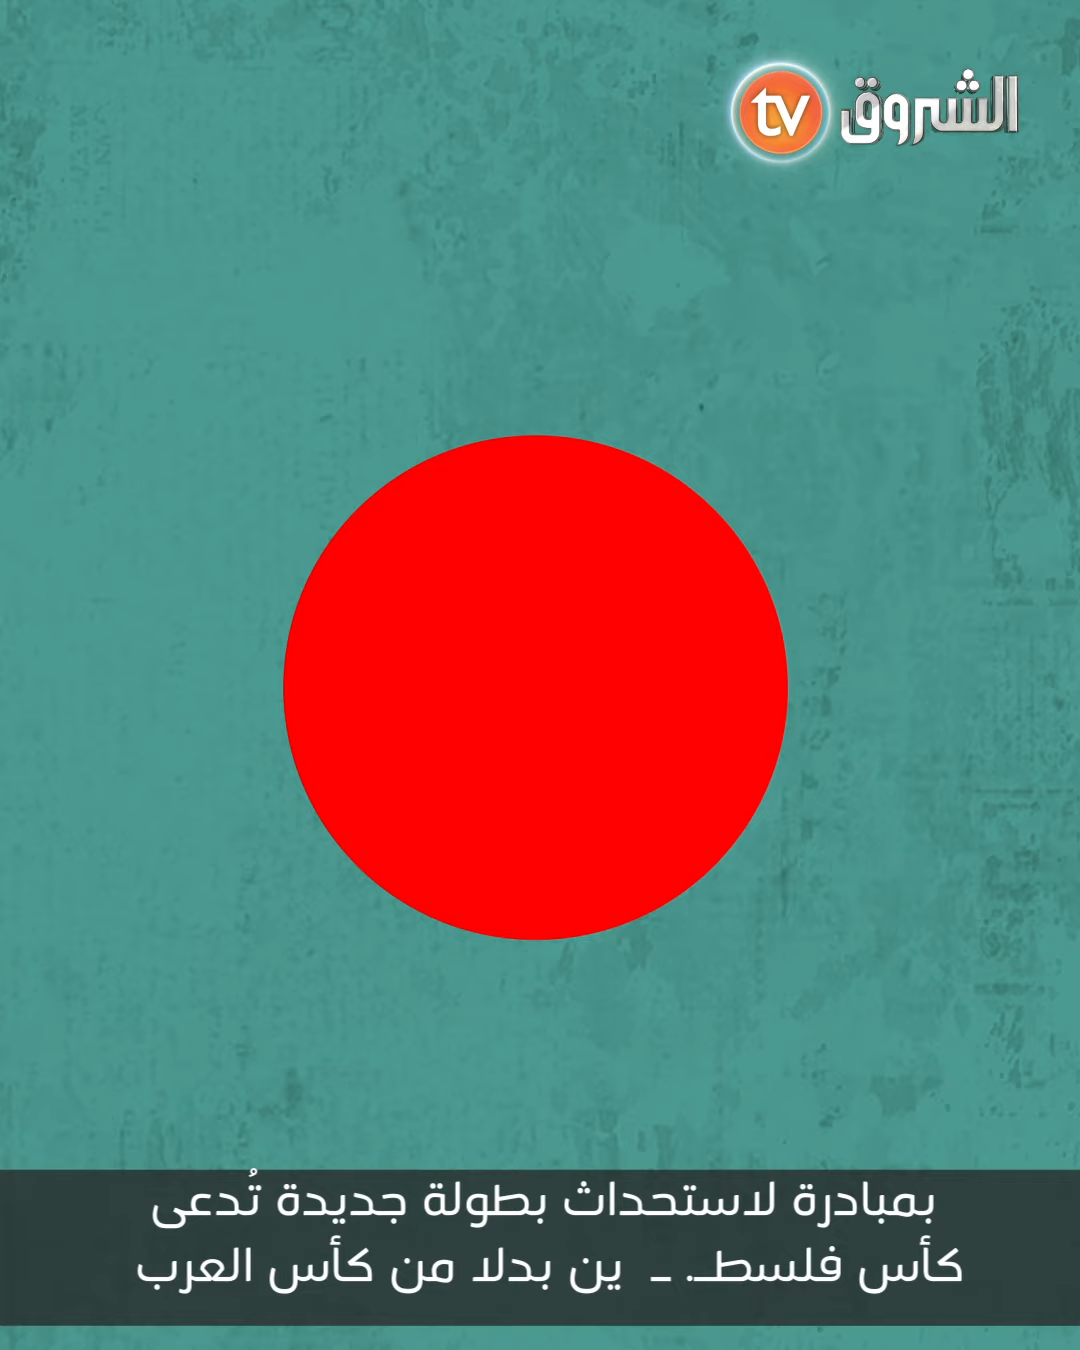 الشروق tv
بمبادرة لاستحداث بطولة جديدة تُدعى
كأس فلسطـ. ـ ين بدلا من كأس العرب